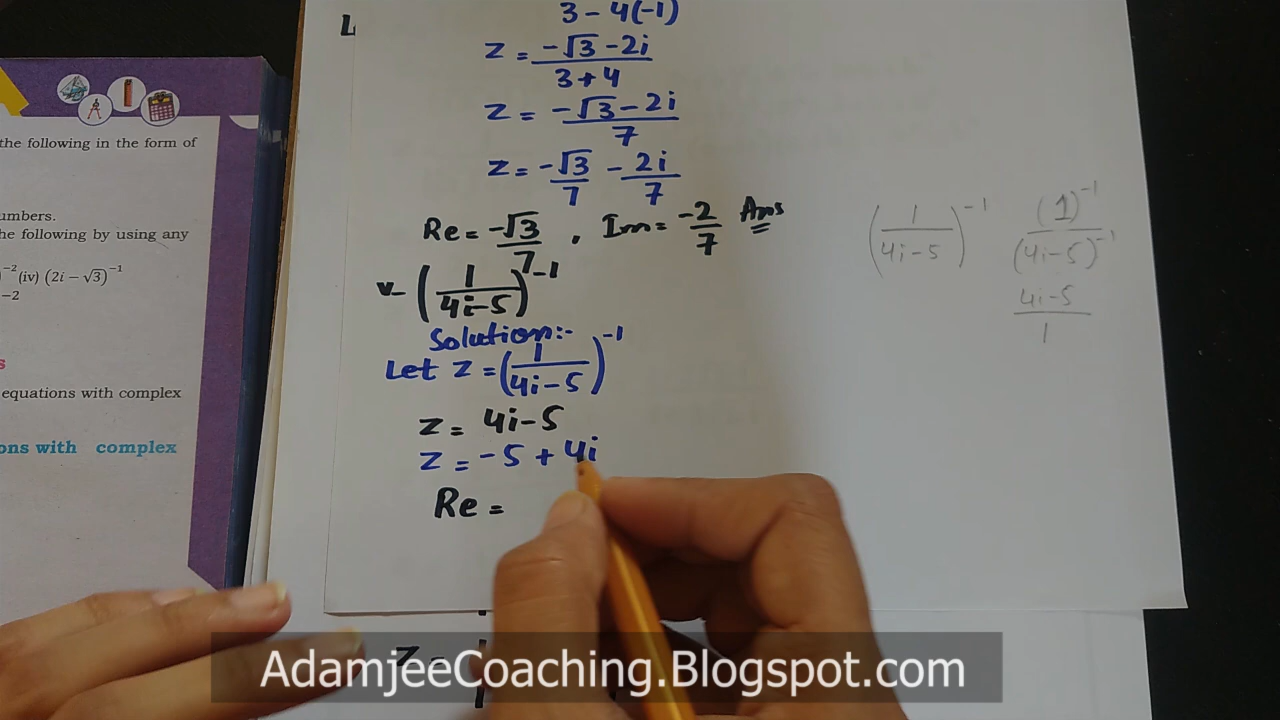 L
the following in the form of
umbers.
he following by using any
)⁻² (iv) (2i − √3)⁻¹
−2
s
equations with complex
ons with complex
3 − 4(−1)
Z = −√3 − 2i / 3 + 4
Z = −√3 − 2i / 7
Z = −√3/7 − 2i/7
Re = −√3/7 , Im = −2/7 Ans
v- (1/4i−5)⁻¹
Solution:-
Let Z = (1/4i−5)⁻¹
Z = 4i−5
Z = −5 + 4i
Re =
(1/4i−5)⁻¹ (1)⁻¹/(4i−5)⁻¹
4i−5/1
Z =
AdamjeeCoaching.Blogspot.com